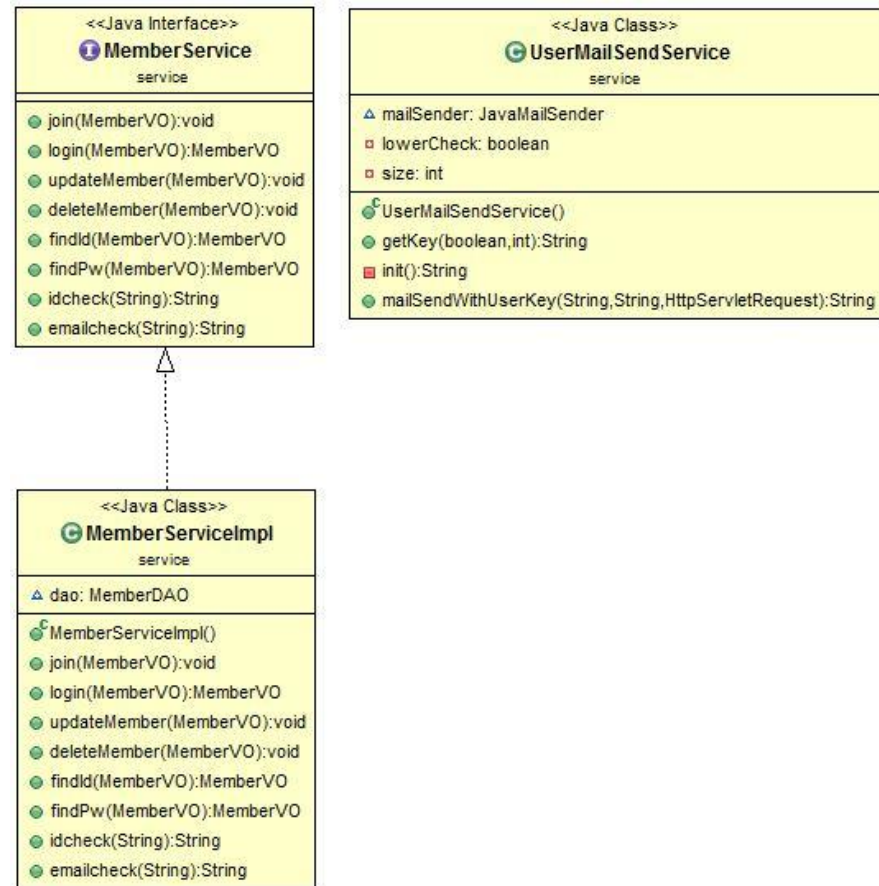 <<Java Interface>>
MemberService
service
join(MemberVO):void
login(MemberVO):MemberVO
updateMember(MemberVO):void
deleteMember(MemberVO):void
findId(MemberVO):MemberVO
findPw(MemberVO):MemberVO
idcheck(String):String
emailcheck(String):String
<<Java Class>>
UserMailSendService
service
mailSender: JavaMailSender
lowerCheck: boolean
size: int
UserMailSendService()
getKey(boolean,int):String
init():String
mailSendWithUserKey(String,String,HttpServletRequest):String
<<Java Class>>
MemberServiceImpl
service
dao: MemberDAO
MemberServiceImpl()
join(MemberVO):void
login(MemberVO):MemberVO
updateMember(MemberVO):void
deleteMember(MemberVO):void
findId(MemberVO):MemberVO
findPw(MemberVO):MemberVO
idcheck(String):String
emailcheck(String):String